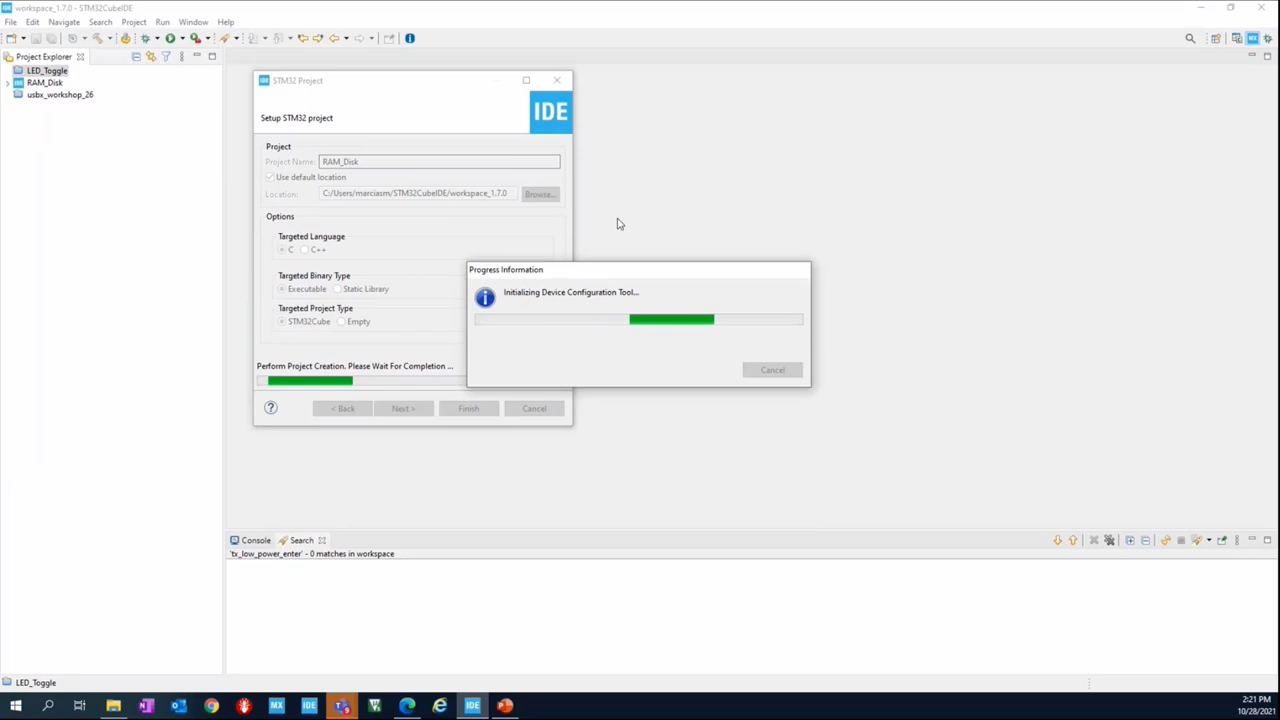 workspace_1.7.0 - STM32CubeIDE
File Edit Navigate Search Project Run Window Help
Project Explorer
LED_Toggle
RAM_Disk
usbx_workshop_26
STM32 Project
Setup STM32 project
IDE
Project
Project Name: RAM_Disk
Use default location
Location: C:/Users/marciasm/STM32CubeIDE/workspace_1.7.0 Browse...
Options
Targeted Language
C C++
Targeted Binary Type
Executable Static Library
Targeted Project Type
STM32Cube Empty
Perform Project Creation. Please Wait For Completion ...
< Back Next > Finish Cancel
Progress Information
Initializing Device Configuration Tool...
Cancel
Console Search
'tx_low_power_enter' - 0 matches in workspace
LED_Toggle
2:21 PM
10/28/2021